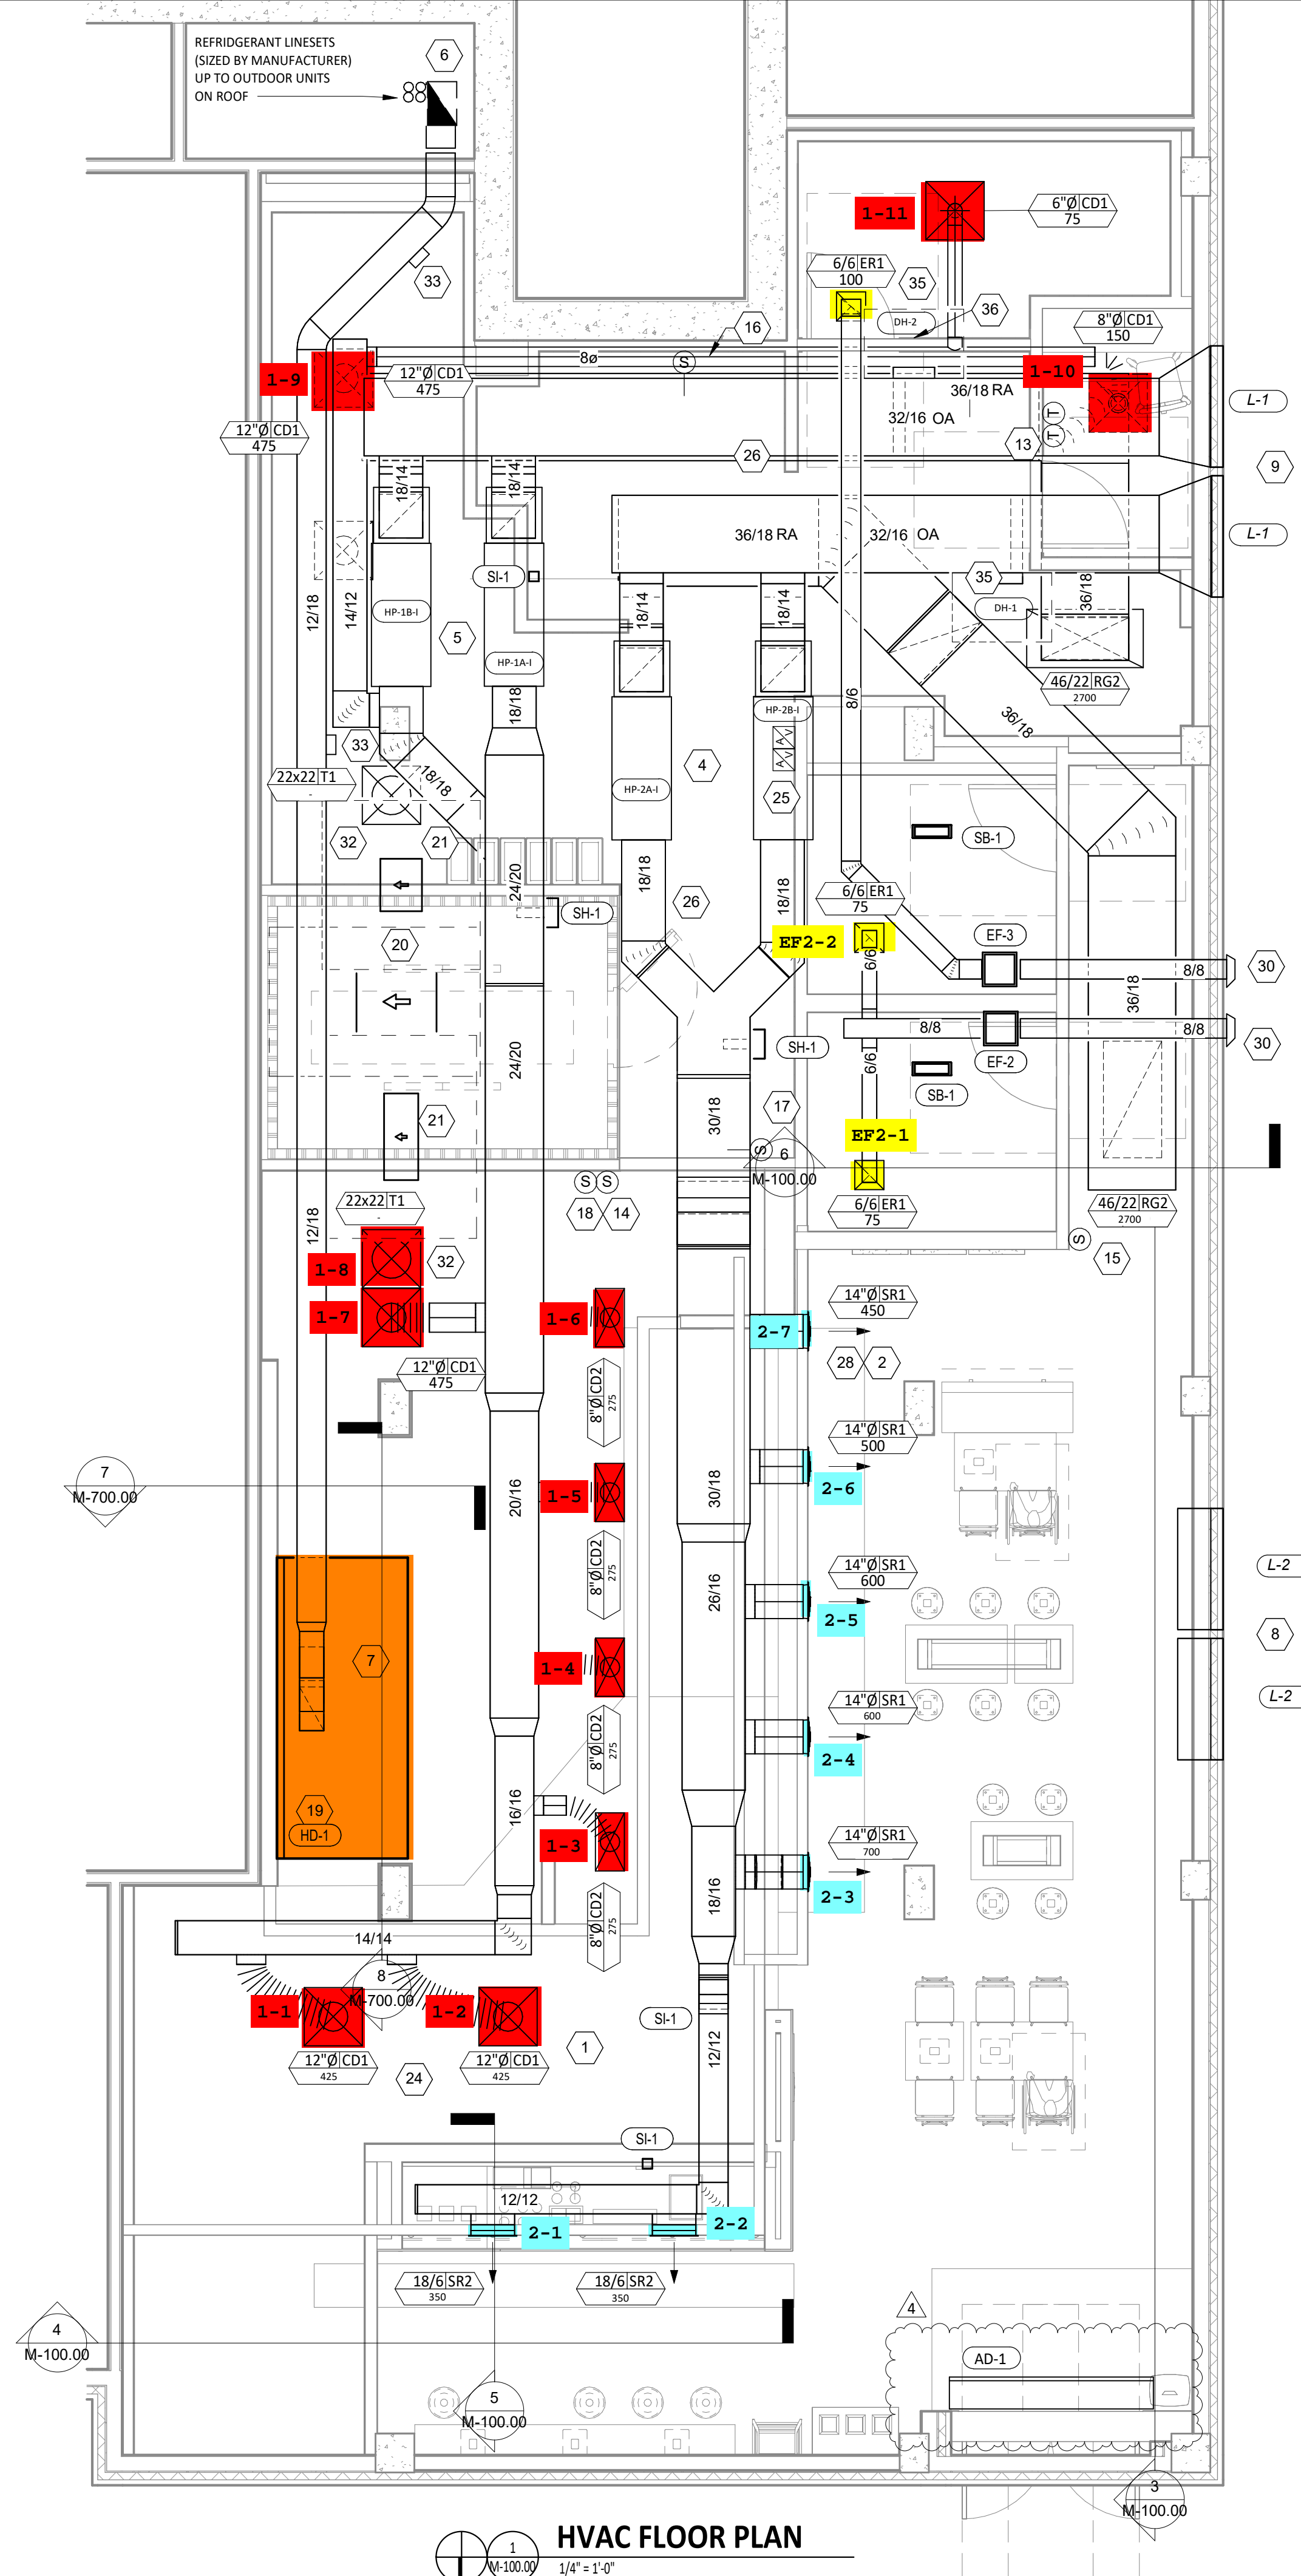 REFRIDGERANT LINESETS
(SIZED BY MANUFACTURER)
UP TO OUTDOOR UNITS
ON ROOF
6
1-11
6"Ø CD1
75
6/6 ER1
100
35
33
DH-2
36
8"Ø CD1
150
16
8ø
S
1-9
12"Ø CD1
475
1-10
36/18 RA
32/16 OA
L-1
12"Ø CD1
475
T
T
13
26
9
18/14
18/14
36/18 RA
32/16 OA
L-1
SI-1
35
12/18
14/12
HP-1B-I
5
18/14
18/14
DH-1
36/18
HP-1A-I
46/22 RG2
2700
18/18
8/6
HP-2B-I
36/18
33
A V
A V
4
22x22 T1
-
18/18
HP-2A-I
25
32
21
SB-1
24/20
18/18
18/18
6/6 ER1
75
26
SH-1
20
EF2-2
EF-3
6/6
8/8
30
36/18
8/8
EF-2
8/8
30
24/20
SH-1
6/6
SB-1
30/18
17
21
EF2-1
S
6
M-100.00
S S
22x22 T1
-
18
14
6/6 ER1
75
46/22 RG2
2700
12/18
S
15
1-8
32
14"Ø SR1
450
1-7
1-6
2-7
12"Ø CD1
475
8"Ø CD2
275
28
2
14"Ø SR1
500
7
M-700.00
1-5
20/16
30/18
2-6
8"Ø CD2
275
14"Ø SR1
600
L-2
26/16
2-5
8
7
1-4
14"Ø SR1
600
L-2
8"Ø CD2
275
2-4
19
HD-1
16/16
1-3
14"Ø SR1
700
18/16
2-3
8"Ø CD2
275
14/14
8
M-700.00
1-1
1-2
SI-1
12"Ø CD1
425
24
12"Ø CD1
425
1
12/12
SI-1
12/12
2-1
2-2
18/6 SR2
350
18/6 SR2
350
4
4
M-100.00
AD-1
5
M-100.00
3
M-100.00
HVAC FLOOR PLAN
1
M-100.00
1/4" = 1'-0"